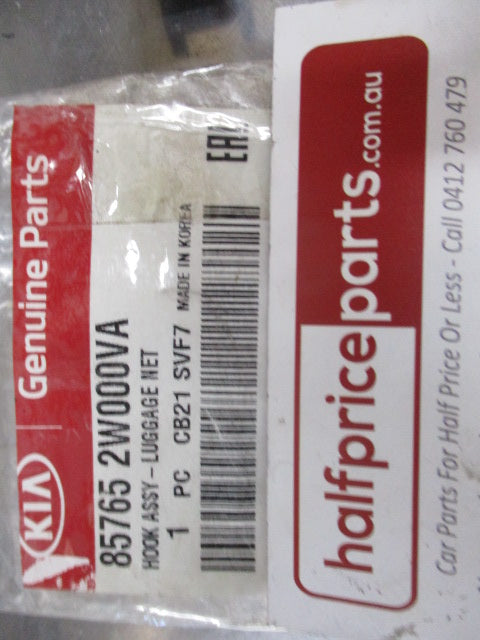 KIA Genuine Parts
85765 2W000VA
HOOK ASSY-LUGGAGE NET
1 PC CB21 SVF7 MADE IN KOREA
halfpriceparts.com.au
Car Parts For Half Price Or Less - Call 0412 760 479